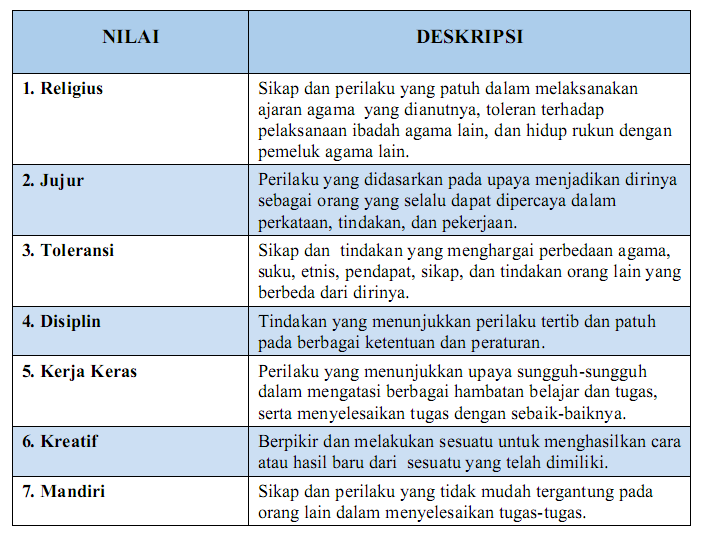 NILAI
DESKRIPSI
1. Religius
Sikap dan perilaku yang patuh dalam melaksanakan
ajaran agama yang dianutnya, toleran terhadap
pelaksanaan ibadah agama lain, dan hidup rukun dengan
pemeluk agama lain.
2. Jujur
Perilaku yang didasarkan pada upaya menjadikan dirinya
sebagai orang yang selalu dapat dipercaya dalam
perkataan, tindakan, dan pekerjaan.
3. Toleransi
Sikap dan tindakan yang menghargai perbedaan agama,
suku, etnis, pendapat, sikap, dan tindakan orang lain yang
berbeda dari dirinya.
4. Disiplin
Tindakan yang menunjukkan perilaku tertib dan patuh
pada berbagai ketentuan dan peraturan.
5. Kerja Keras
Perilaku yang menunjukkan upaya sungguh-sungguh
dalam mengatasi berbagai hambatan belajar dan tugas,
serta menyelesaikan tugas dengan sebaik-baiknya.
6. Kreatif
Berpikir dan melakukan sesuatu untuk menghasilkan cara
atau hasil baru dari sesuatu yang telah dimiliki.
7. Mandiri
Sikap dan perilaku yang tidak mudah tergantung pada
orang lain dalam menyelesaikan tugas-tugas.